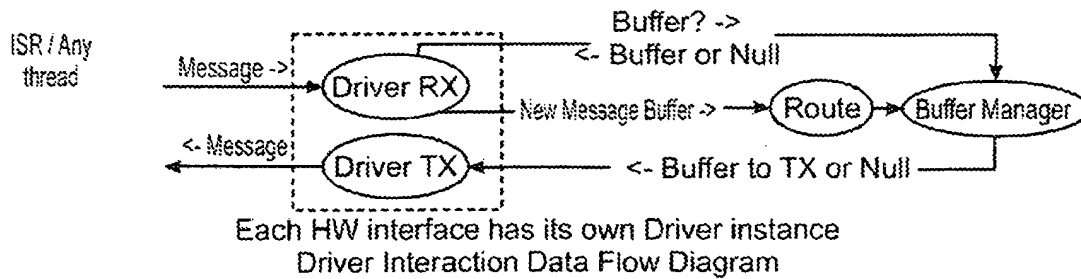 Buffer? ->
<- Buffer or Null
ISR / Any
thread
Message ->
Driver RX
New Message Buffer ->
Route
Buffer Manager
<- Message
Driver TX
<- Buffer to TX or Null
Each HW interface has its own Driver instance
Driver Interaction Data Flow Diagram